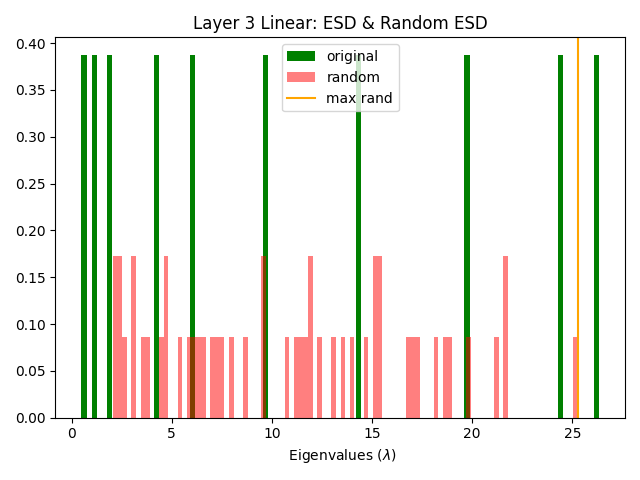 Layer 3 Linear: ESD & Random ESD
original
random
max rand
0.40
0.35
0.30
0.25
0.20
0.15
0.10
0.05
0.00
0 5 10 15 20 25
Eigenvalues (λ)